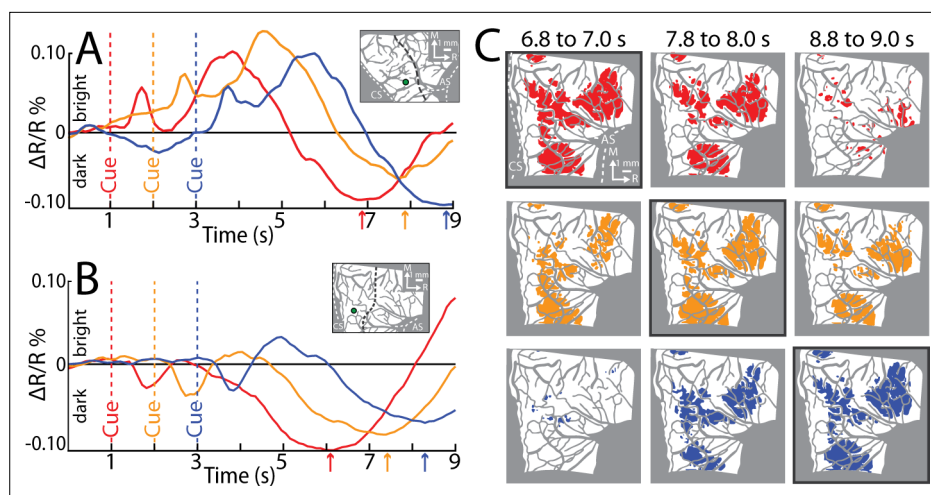 A
0.10
bright
0
ΔR/R %
dark
-0.10
Cue
Cue
Cue
1
3
5
7
9
Time (s)
M
1 mm
R
CS
B
0.10
bright
0
ΔR/R %
dark
-0.10
Cue
Cue
Cue
1
3
5
7
9
Time (s)
M
1 mm
R
CS
AS
C
6.8 to 7.0 s
7.8 to 8.0 s
8.8 to 9.0 s
CS
AS
M
1 mm
R